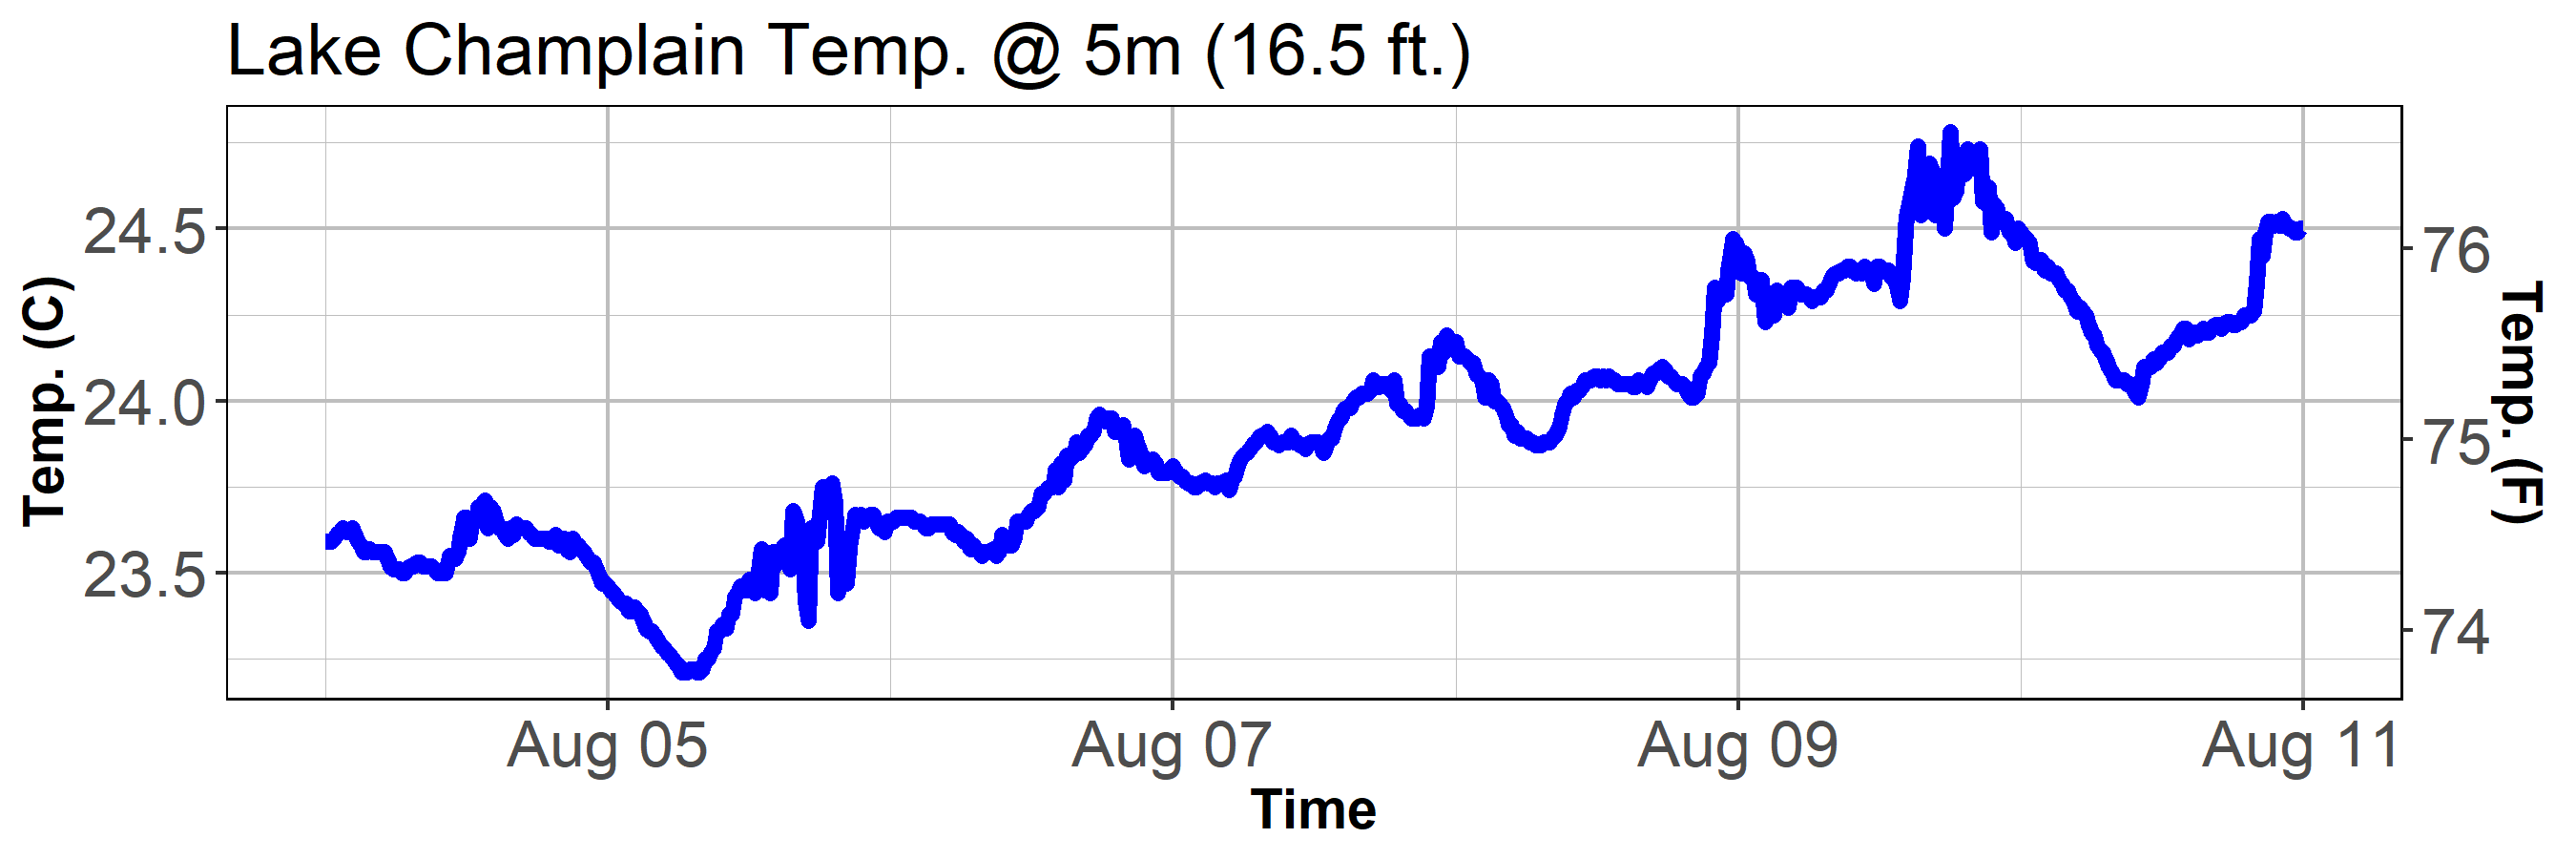 Lake Champlain Temp. @ 5m (16.5 ft.)
Temp. (C)
24.5
24.0
23.5
76
75
74
Temp. (F)
Aug 05
Aug 07
Aug 09
Aug 11
Time